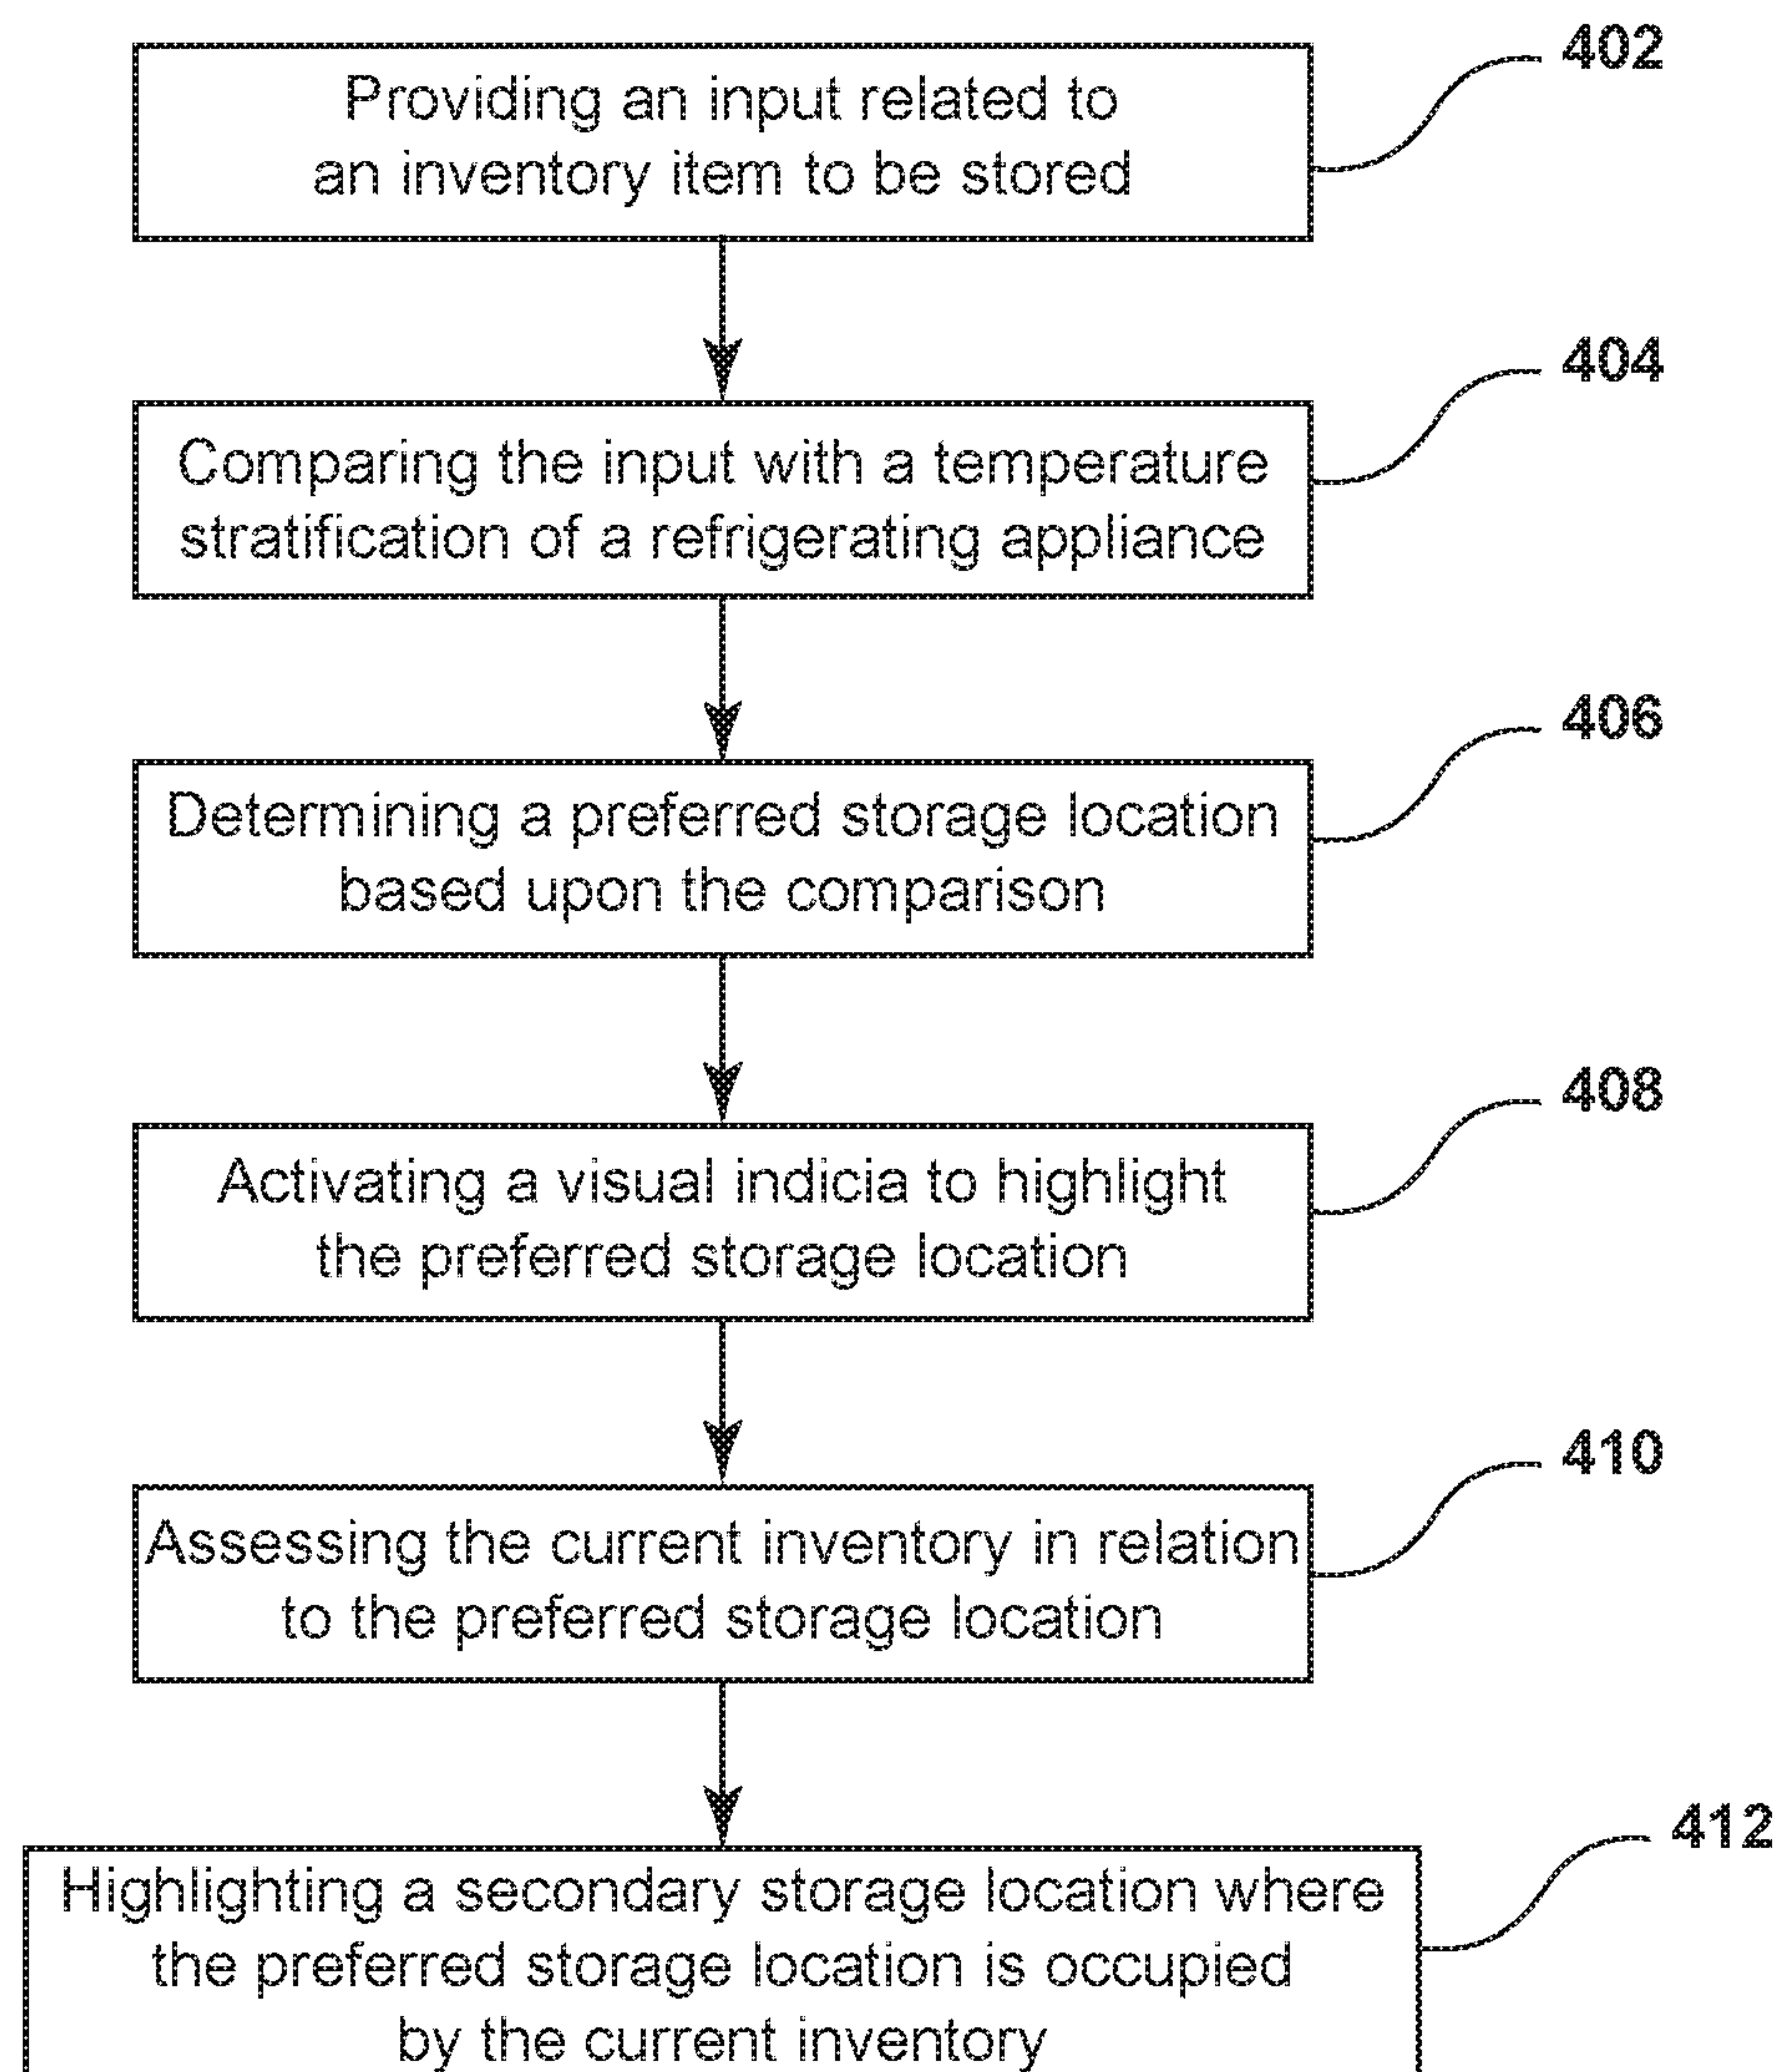 402
Providing an input related to
an inventory item to be stored
404
Comparing the input with a temperature
stratification of a refrigerating appliance
406
Determining a preferred storage location
based upon the comparison
408
Activating a visual indicia to highlight
the preferred storage location
410
Assessing the current inventory in relation
to the preferred storage location
412
Highlighting a secondary storage location where
the preferred storage location is occupied
by the current inventory